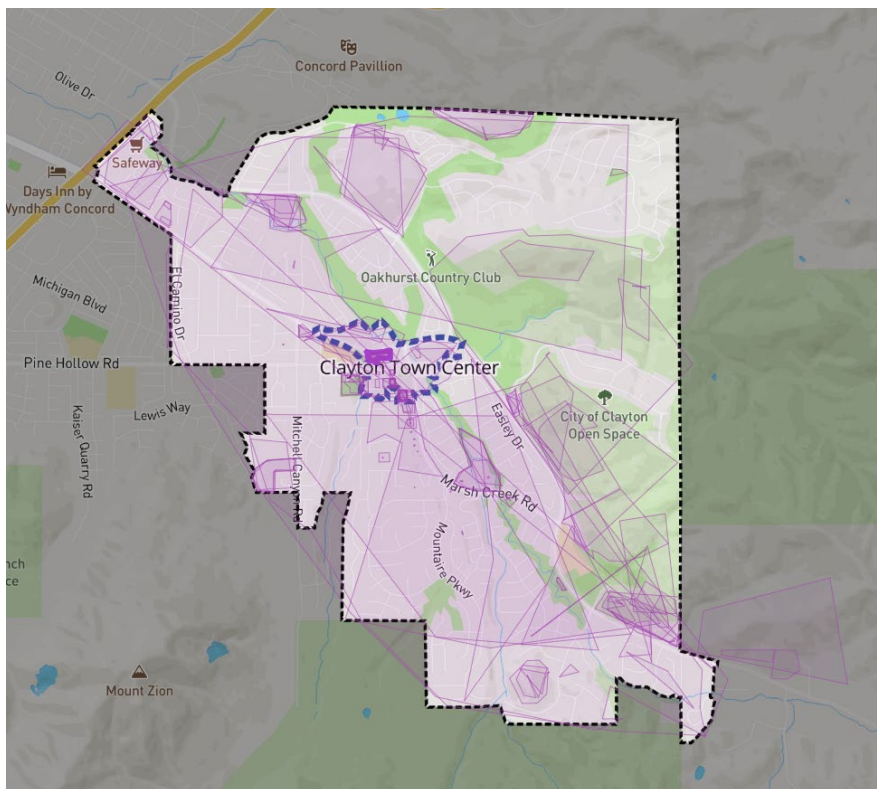 Concord Pavillion
Olive Dr
Safeway
Days Inn by
Wyndham Concord
Oakhurst Country Club
El Camino Dr
Michigan Blvd
Pine Hollow Rd
Clayton Town Center
Lewis Way
Kaiser Quarry Rd
Mitchell Canyon Rd
Easley Dr
City of Clayton
Open Space
Marsh Creek Rd
Mountaire Pkwy
nch
ce
Mount Zion